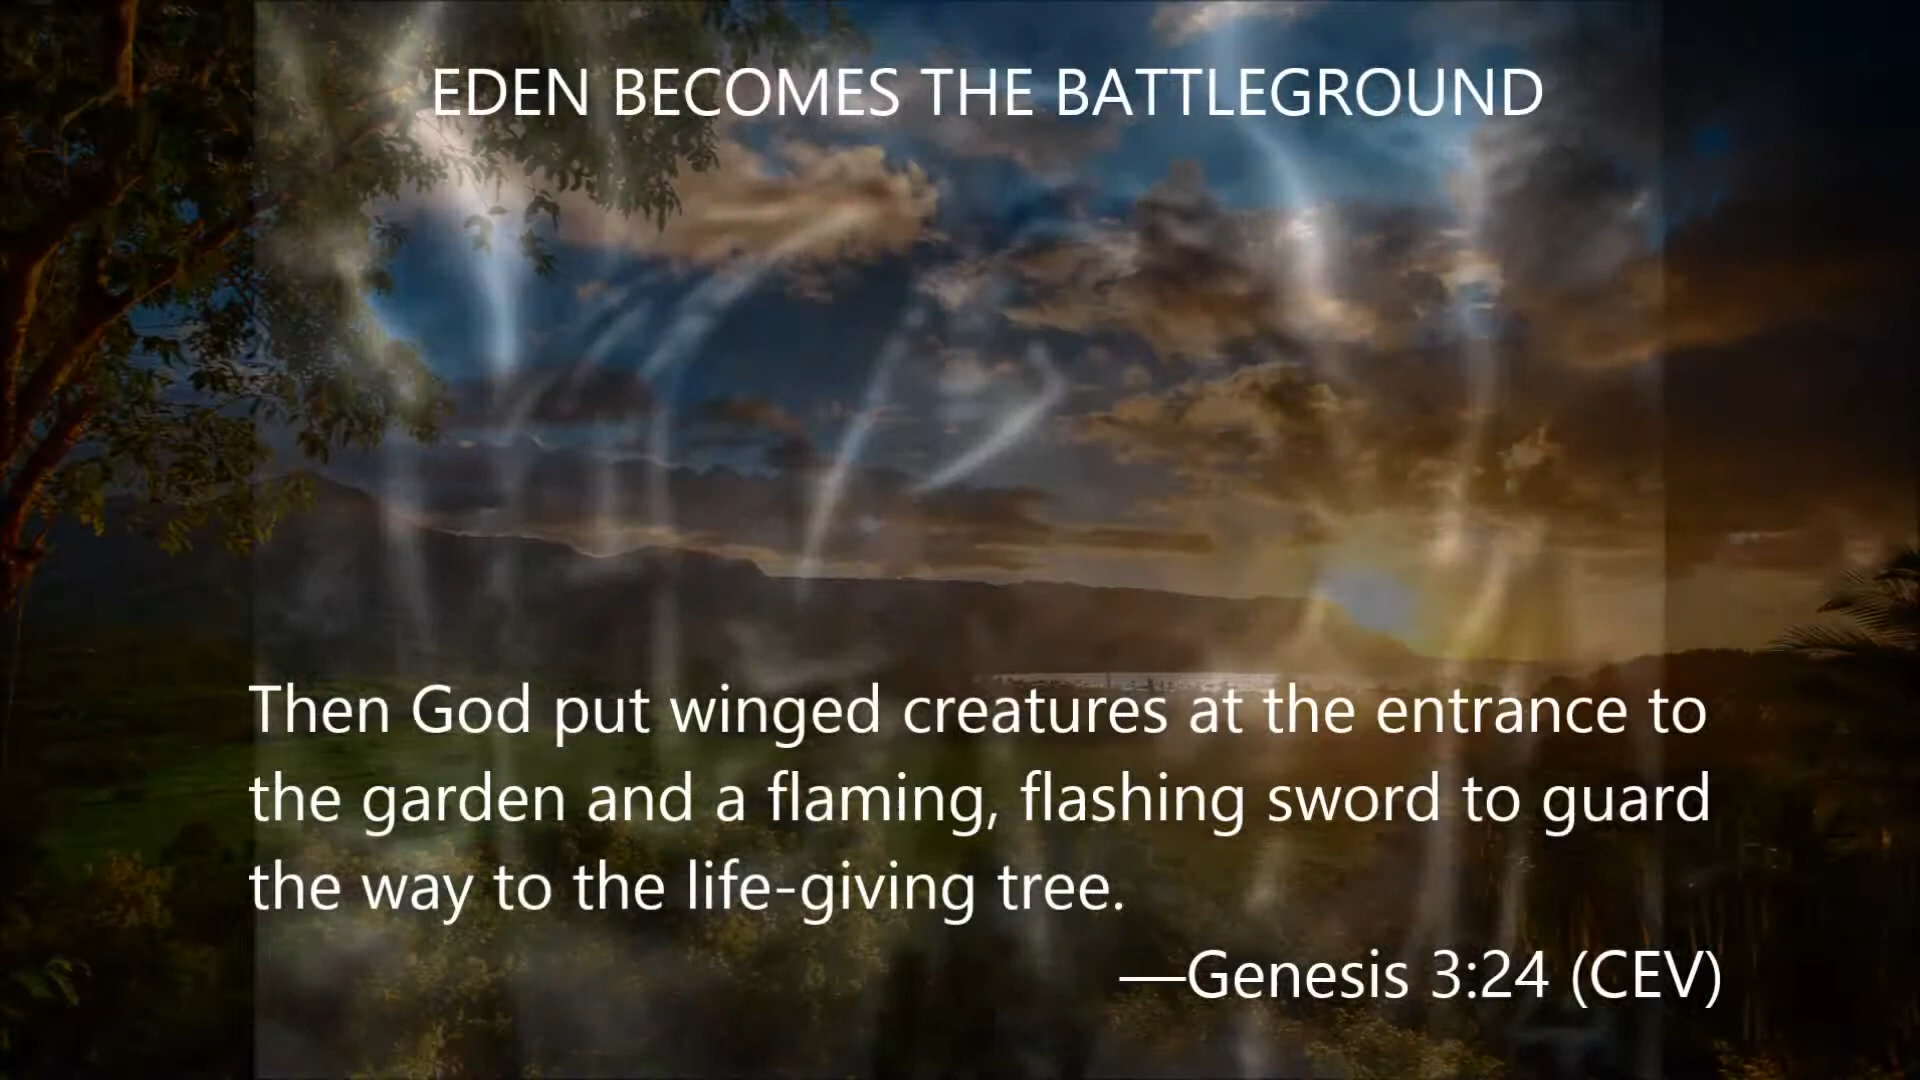 EDEN BECOMES THE BATTLEGROUND
Then God put winged creatures at the entrance to
the garden and a flaming, flashing sword to guard
the way to the life-giving tree.
—Genesis 3:24 (CEV)